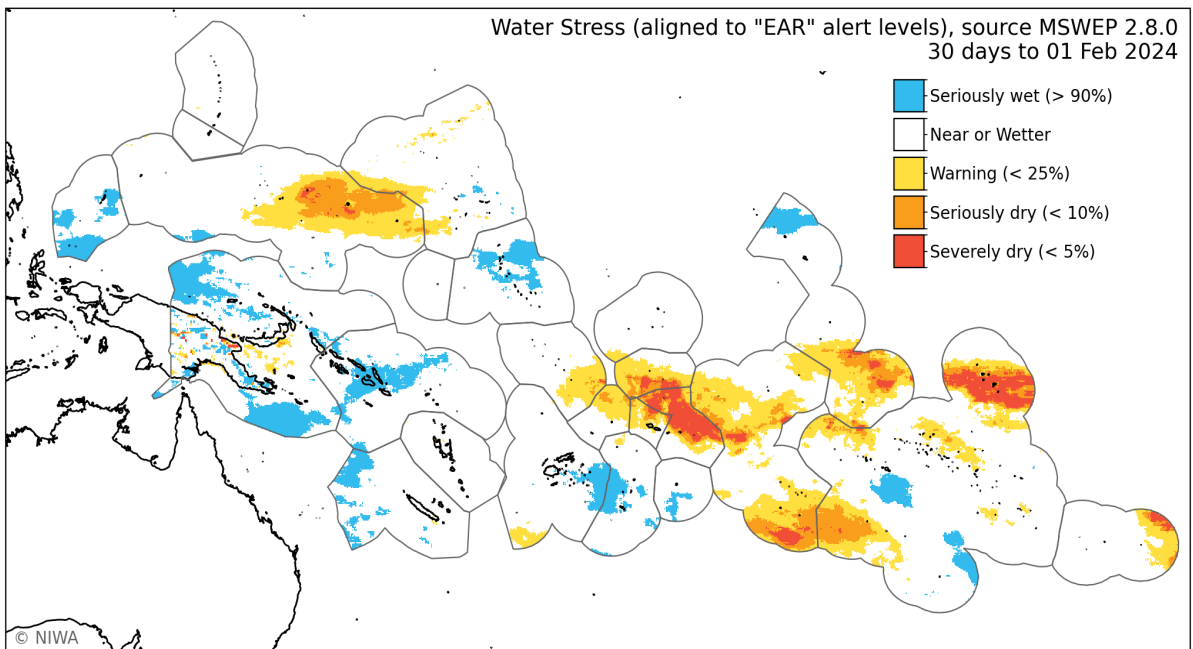 Water Stress (aligned to "EAR" alert levels), source MSWEP 2.8.0
30 days to 01 Feb 2024
Seriously wet (> 90%)
Near or Wetter
Warning (< 25%)
Seriously dry (< 10%)
Severely dry (< 5%)
© NIWA